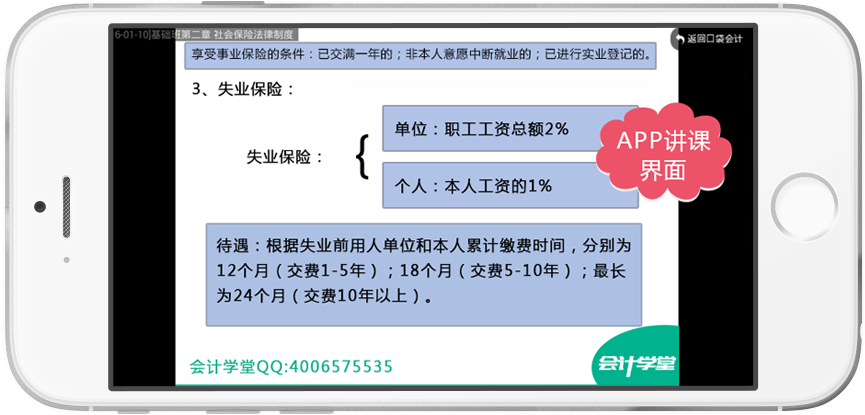 6-01-10]基础班第二章 社会保险法律制度
返回口袋会计
享受事业保险的条件：已交满一年的；非本人意愿中断就业的；已进行实业登记的。
3、失业保险：
单位：职工工资总额2%
APP讲课
界面
失业保险：
个人：本人工资的1%
待遇：根据失业前用人单位和本人累计缴费时间，分别为
12个月（交费1-5年）；18个月（交费5-10年）；最长
为24个月（交费10年以上）。
会计学堂QQ:4006575535
会计学堂